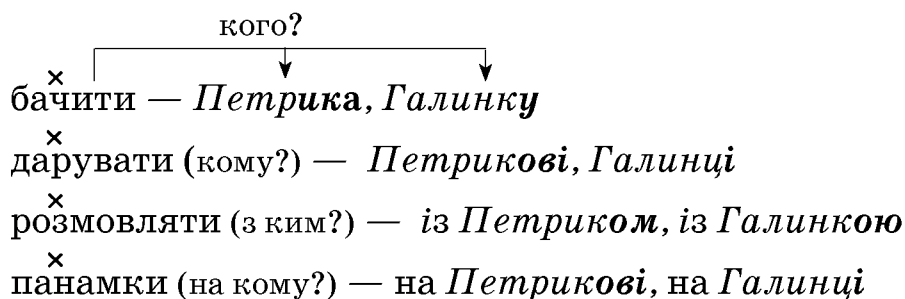 кого?
бачити — Петрика, Галинку
дарувати (кому?) — Петрикові, Галинці
розмовляти (з ким?) — із Петриком, із Галинкою
панамки (на кому?) — на Петрикові, на Галинці